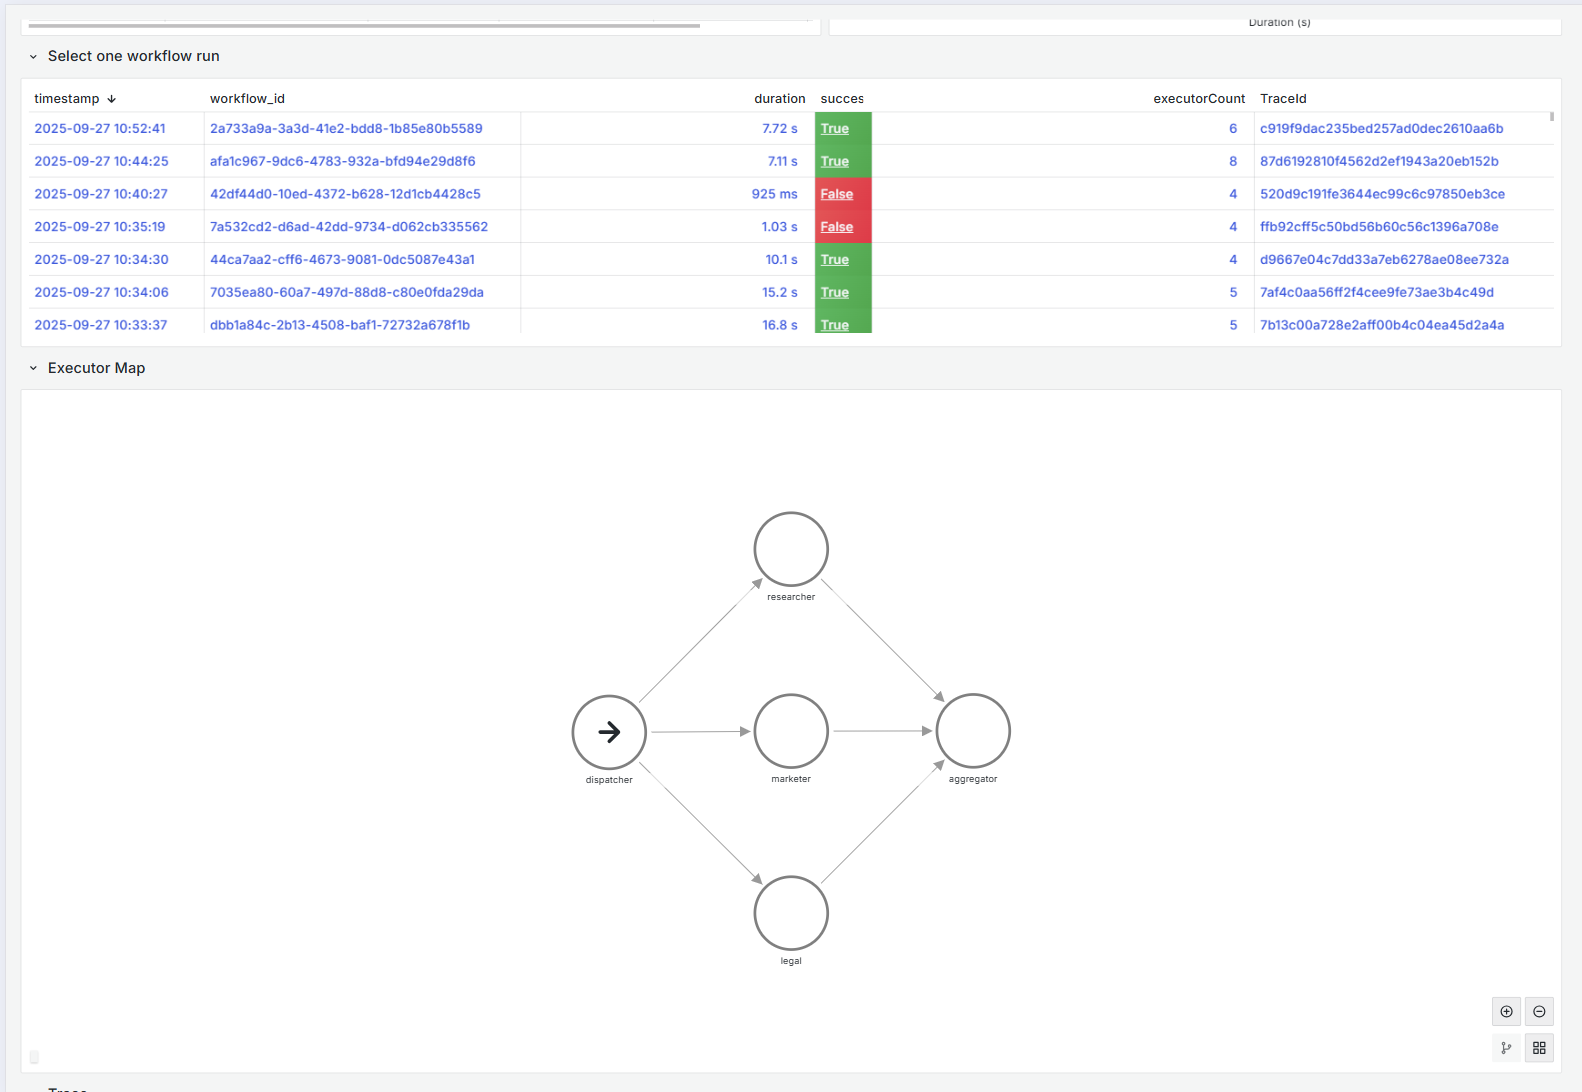 Duration (s)
Select one workflow run
timestamp workflow_id duration succes executorCount TraceId
2025-09-27 10:52:41 2a733a9a-3a3d-41e2-bdd8-1b85e80b5589 7.72 s True 6 c919f9dac235bed257ad0dec2610aa6b
2025-09-27 10:44:25 afa1c967-9dc6-4783-932a-bfd94e29d8f6 7.11 s True 8 87d6192810f4562d2ef1943a20eb152b
2025-09-27 10:40:27 42df44d0-10ed-4372-b628-12d1cb4428c5 925 ms False 4 520d9c191fe3644ec99c6c97850eb3ce
2025-09-27 10:35:19 7a532cd2-d6ad-42dd-9734-d062cb335562 1.03 s False 4 ffb92cff5c50bd56b60c56c1396a708e
2025-09-27 10:34:30 44ca7aa2-cff6-4673-9081-0dc5087e43a1 10.1 s True 4 d9667e04c7dd33a7eb6278ae08ee732a
2025-09-27 10:34:06 7035ea80-60a7-497d-88d8-c80e0fda29da 15.2 s True 5 7af4c0aa56ff2f4cee9fe73ae3b4c49d
2025-09-27 10:33:37 dbb1a84c-2b13-4508-baf1-72732a678f1b 16.8 s True 5 7b13c00a728e2aff00b4c04ea45d2a4a
Executor Map
researcher
dispatcher
marketer
aggregator
legal